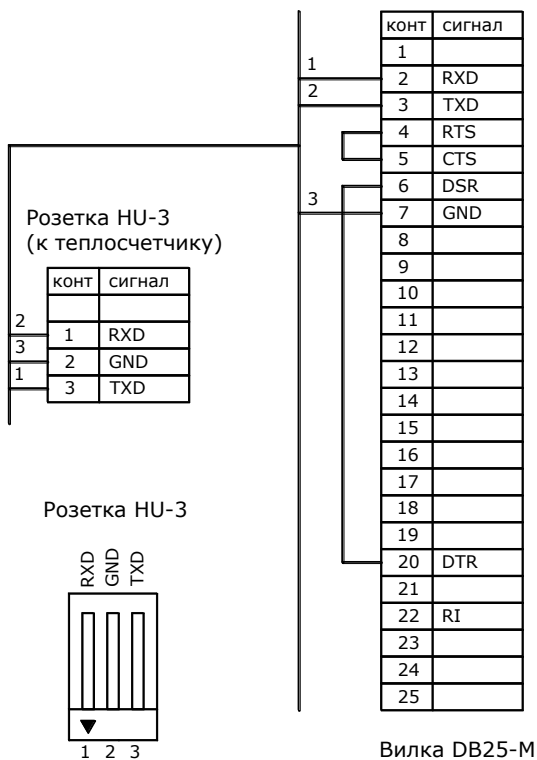 конт сигнал
1
2 RXD
3 TXD
4 RTS
5 CTS
6 DSR
7 GND
8
9
10
11
12
13
14
15
16
17
18
19
20 DTR
21
22 RI
23
24
25
Вилка DB25-M
1
2
3
Розетка HU-3
(к теплосчетчику)
конт сигнал
2
1 RXD
3
2 GND
1
3 TXD
Розетка HU-3
RXD
GND
TXD
1 2 3